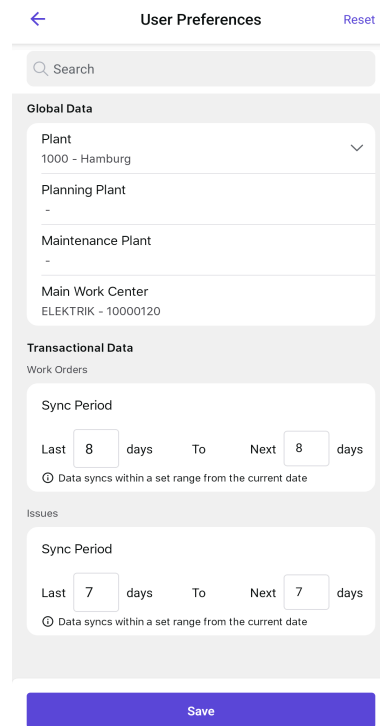 User Preferences
Reset
Search
Global Data
Plant
1000 - Hamburg
Planning Plant
-
Maintenance Plant
-
Main Work Center
ELEKTRIK - 10000120
Transactional Data
Work Orders
Sync Period
Last 8 days To Next 8 days
Data syncs within a set range from the current date
Issues
Sync Period
Last 7 days To Next 7 days
Data syncs within a set range from the current date
Save